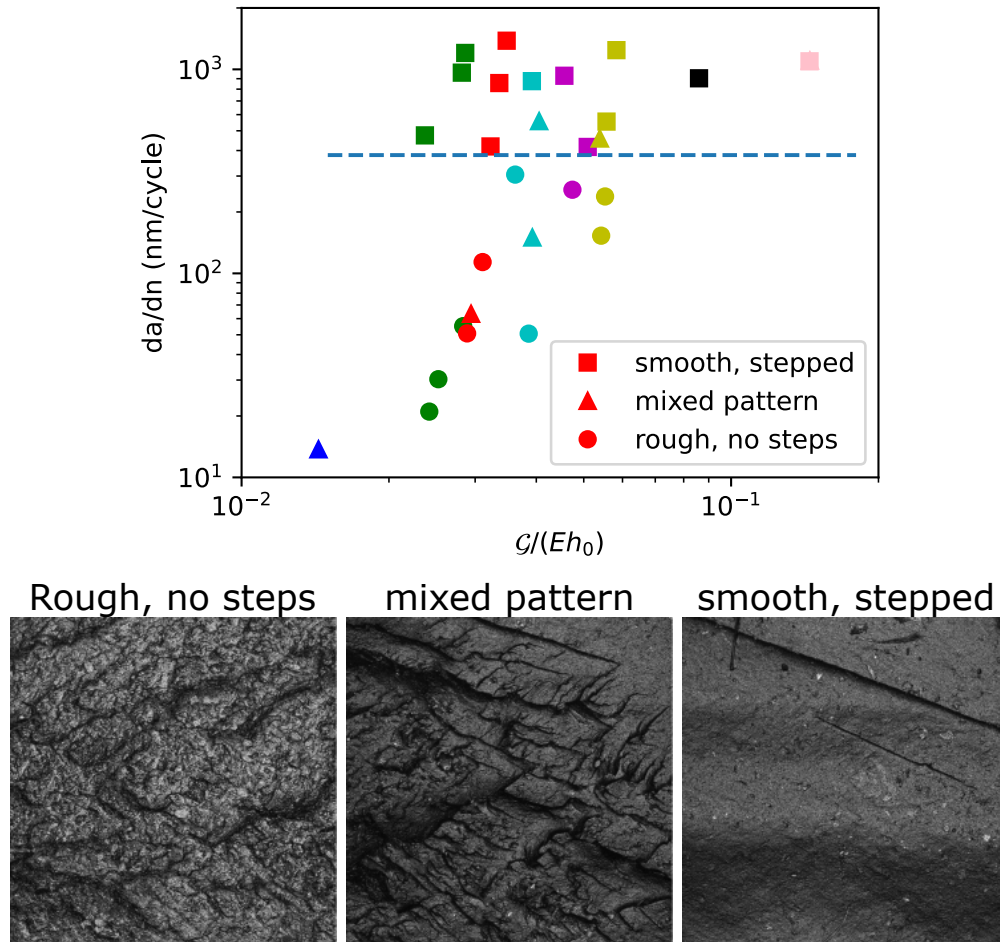 10³
10²
10¹
da/dn (nm/cycle)
smooth, stepped
mixed pattern
rough, no steps
10⁻² 10⁻¹
𝒢/(Eh₀)
Rough, no steps mixed pattern smooth, stepped